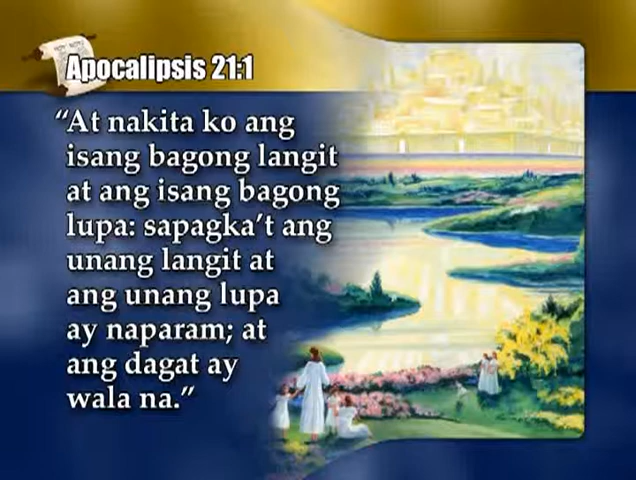 Apocalipsis 21:1
“At nakita ko ang
isang bagong langit
at ang isang bagong
lupa: sapagka’t ang
unang langit at
ang unang lupa
ay naparam; at
ang dagat ay
wala na.”